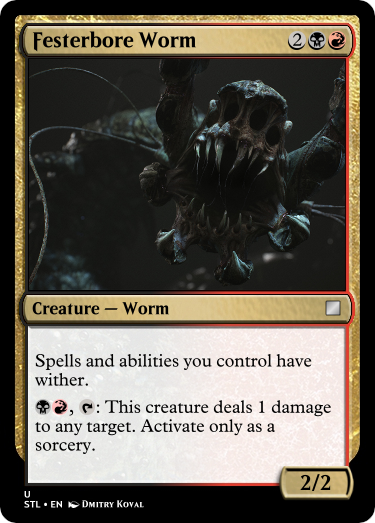 Festerbore Worm 2
Creature — Worm
Spells and abilities you control have
wither.
, : This creature deals 1 damage
to any target. Activate only as a
sorcery.
2/2
U
STL • EN Dmitry Koval